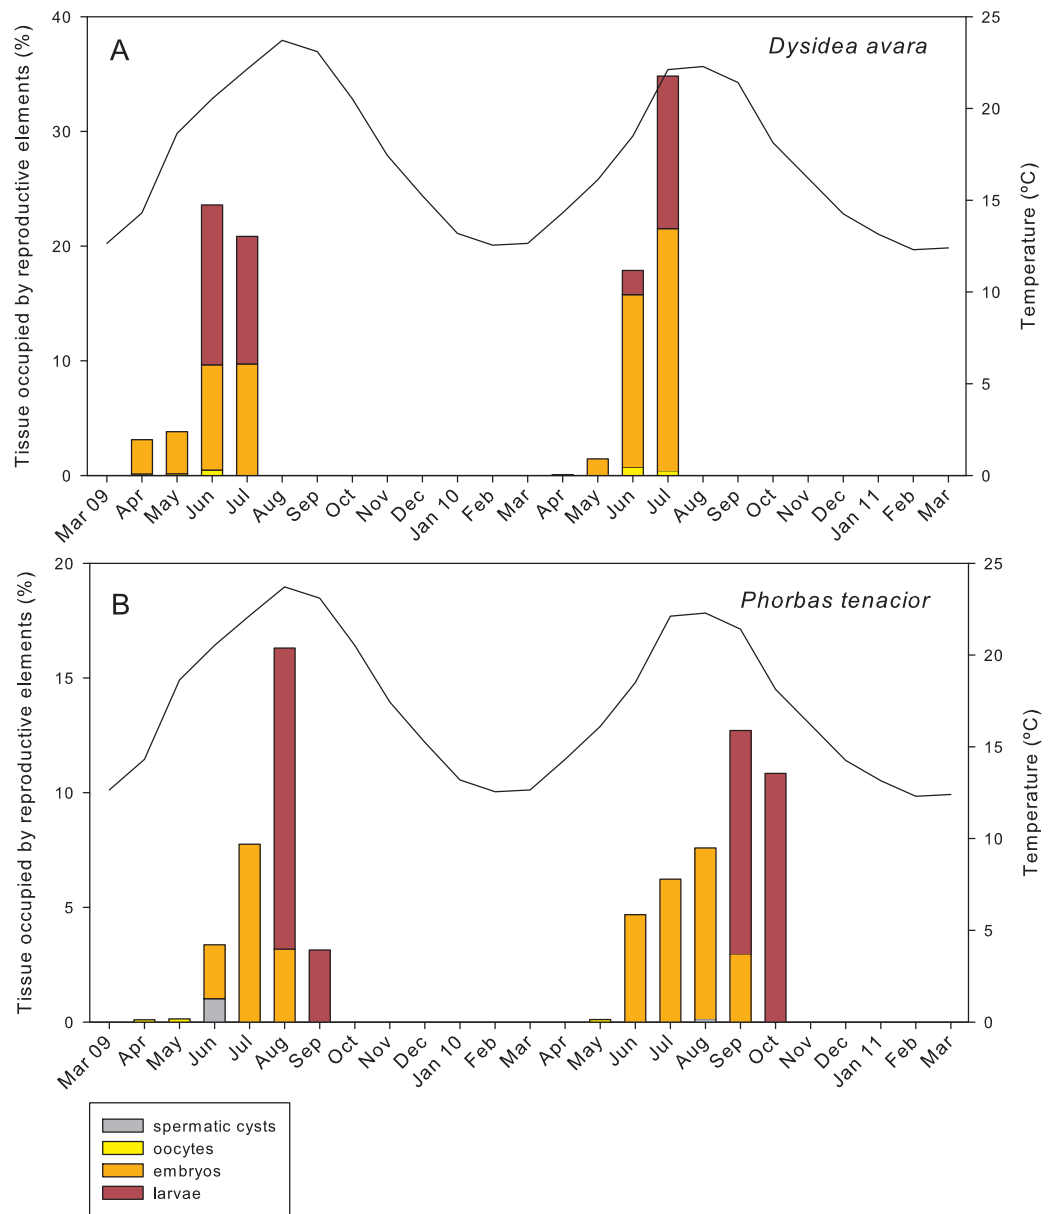 A
Dysidea avara
Tissue occupied by reproductive elements (%)
40
30
20
10
0
Temperature (ºC)
25
20
15
10
5
0
Mar 09
Apr
May
Jun
Jul
Aug
Sep
Oct
Nov
Dec
Jan 10
Feb
Mar
Apr
May
Jun
Jul
Aug
Sep
Oct
Nov
Dec
Jan 11
Feb
Mar
B
Phorbas tenacior
Tissue occupied by reproductive elements (%)
20
15
10
5
0
Temperature (ºC)
25
20
15
10
5
0
Mar 09
Apr
May
Jun
Jul
Aug
Sep
Oct
Nov
Dec
Jan 10
Feb
Mar
Apr
May
Jun
Jul
Aug
Sep
Oct
Nov
Dec
Jan 11
Feb
Mar
spermatic cysts
oocytes
embryos
larvae